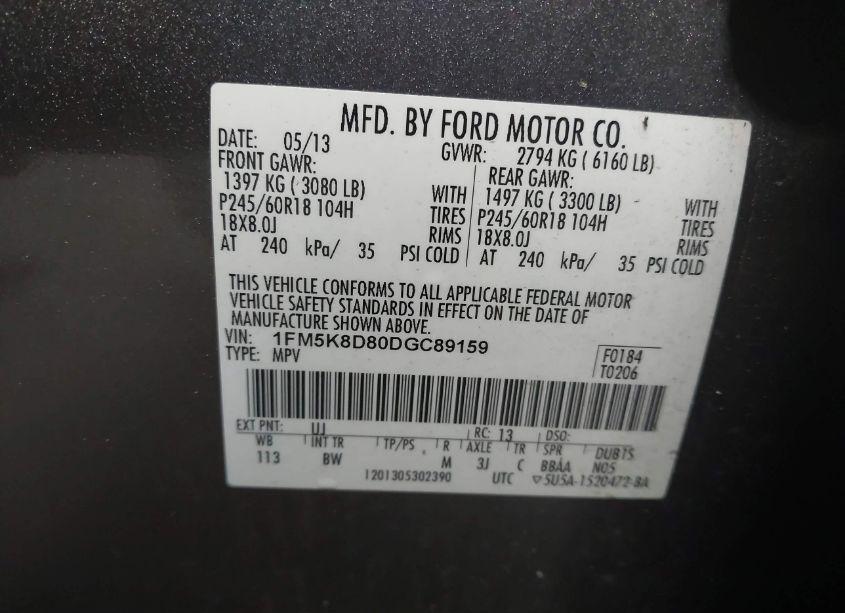 MFD. BY FORD MOTOR CO.
DATE: 05/13 GVWR: 2794 KG ( 6160 LB)
FRONT GAWR: REAR GAWR:
1397 KG ( 3080 LB) WITH 1497 KG ( 3300 LB) WITH
P245/60R18 104H TIRES P245/60R18 104H TIRES
18X8.0J RIMS 18X8.0J RIMS
AT 240 kPa/ 35 PSI COLD AT 240 kPa/ 35 PSI COLD
THIS VEHICLE CONFORMS TO ALL APPLICABLE FEDERAL MOTOR
VEHICLE SAFETY STANDARDS IN EFFECT ON THE DATE OF
MANUFACTURE SHOWN ABOVE.
VIN: 1FM5K8D80DGC89159
TYPE: MPV
F0184
T0206
EXT PNT: UJ RC: 13 DSO:
WB INT TR TP/PS R AXLE TR SPR DUBTS
113 BW M 3J C BBAA N05
1201305302390 UTC ▽5U5A-1520472-BA